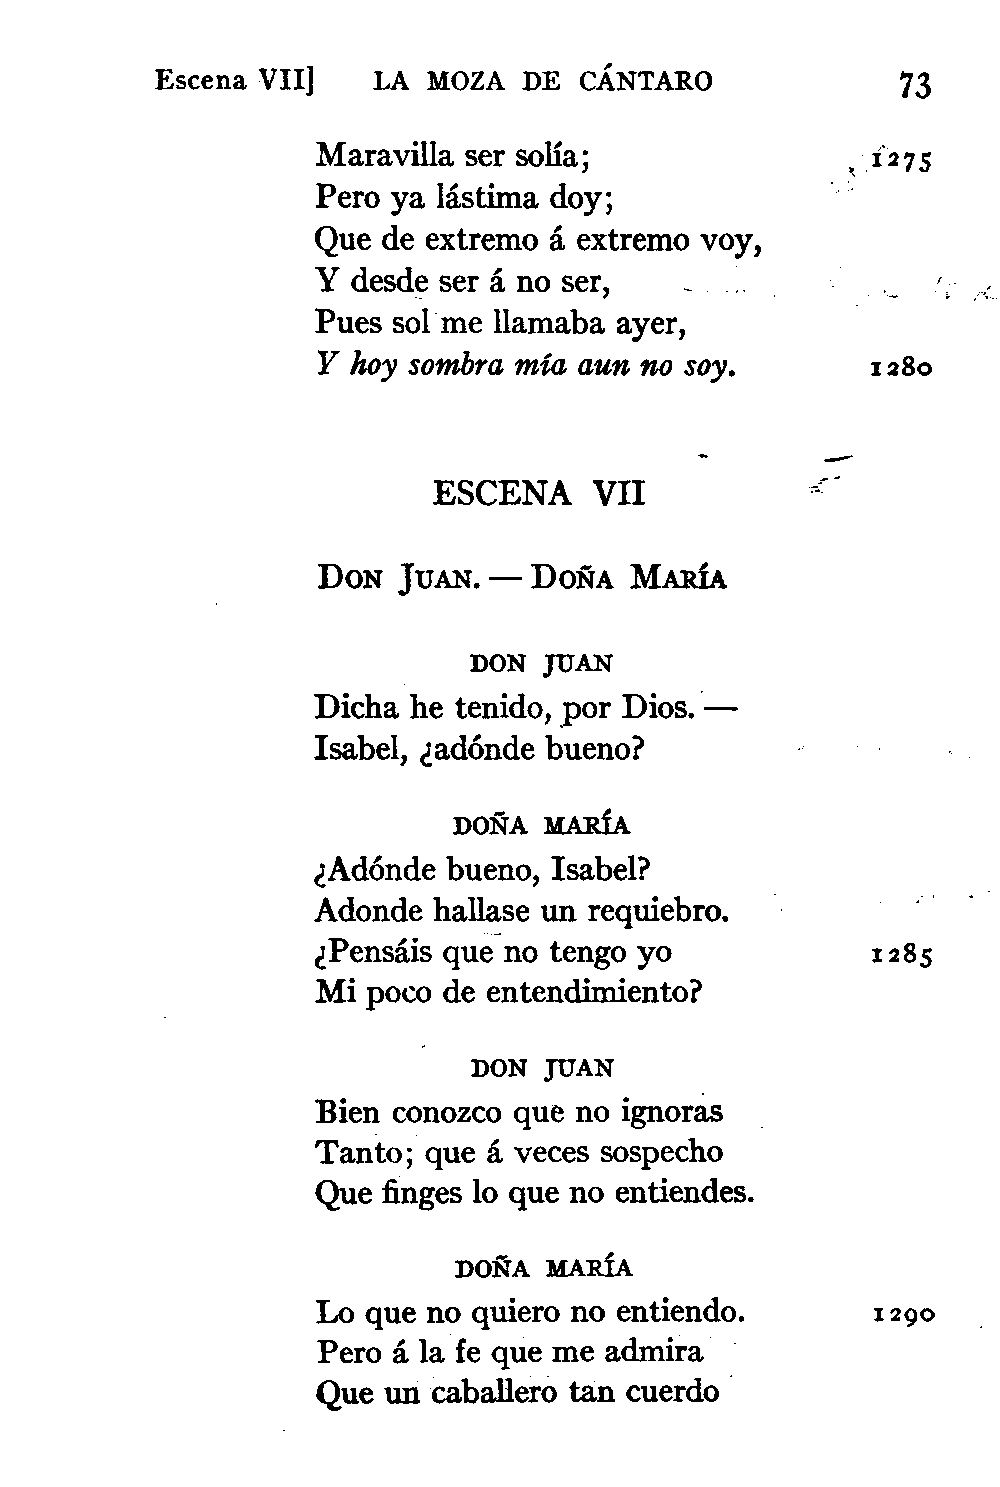 Escena VII] LA MOZA DE CÁNTARO 73
Maravilla ser solía; 1275
Pero ya lástima doy;
Que de extremo á extremo voy,
Y desde ser á no ser,
Pues sol me llamaba ayer,
Y hoy sombra mía aun no soy. 1280
ESCENA VII
DON JUAN. — DOÑA MARÍA
DON JUAN
Dicha he tenido, por Dios. —
Isabel, ¿adónde bueno?
DOÑA MARÍA
¿Adónde bueno, Isabel?
Adonde hallase un requiebro.
¿Pensáis que no tengo yo 1285
Mi poco de entendimiento?
DON JUAN
Bien conozco que no ignoras
Tanto; que á veces sospecho
Que finges lo que no entiendes.
DOÑA MARÍA
Lo que no quiero no entiendo. 1290
Pero á la fe que me admira
Que un caballero tan cuerdo